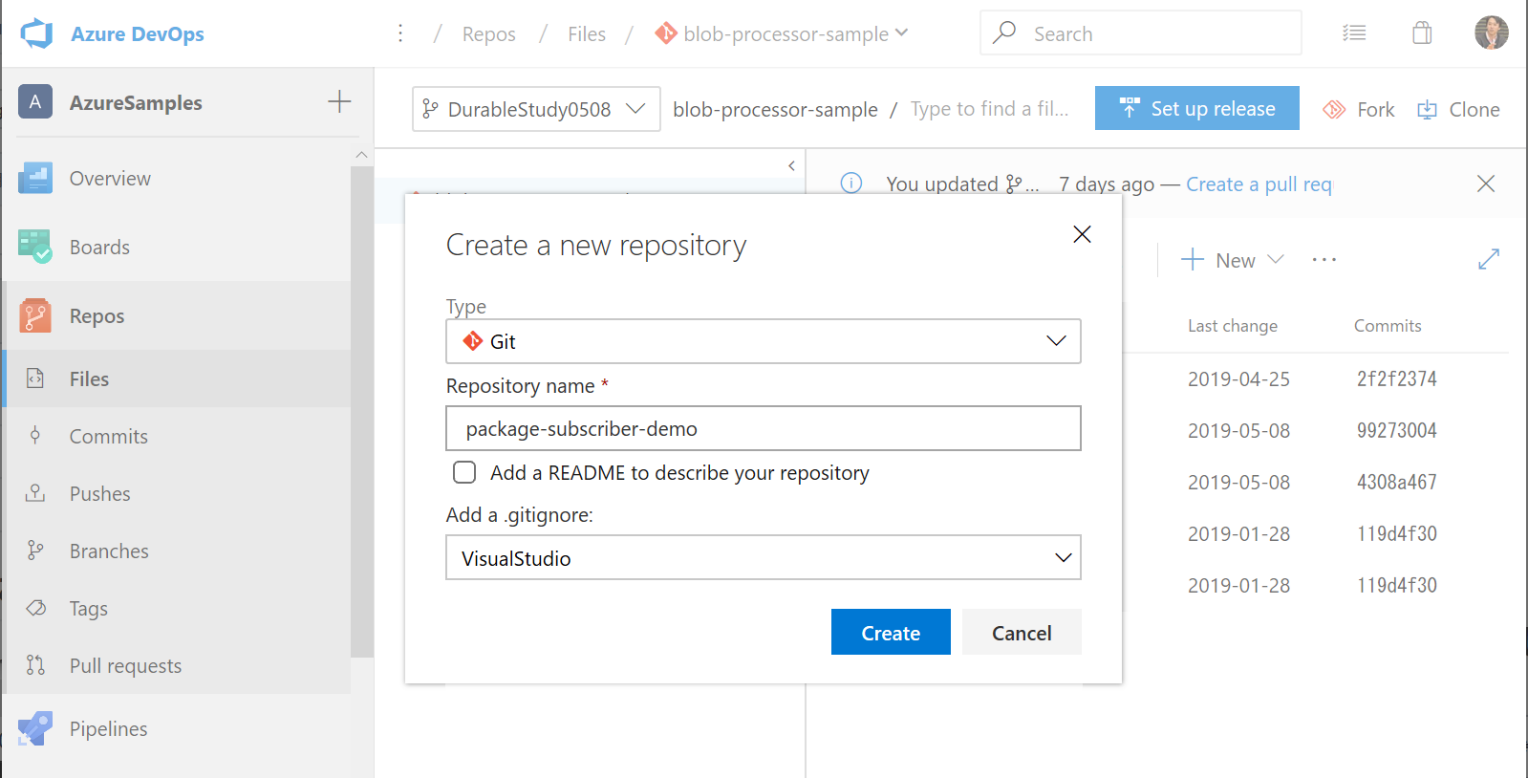 Azure DevOps
/ Repos / Files / blob-processor-sample
Search
A AzureSamples
DurableStudy0508
blob-processor-sample / Type to find a fil...
Set up release
Fork
Clone
Overview
Boards
Repos
Files
Commits
Pushes
Branches
Tags
Pull requests
Pipelines
You updated ... 7 days ago — Create a pull req
New
Last change Commits
2019-04-25 2f2f2374
2019-05-08 99273004
2019-05-08 4308a467
2019-01-28 119d4f30
2019-01-28 119d4f30
Create a new repository
Type
Git
Repository name *
package-subscriber-demo
Add a README to describe your repository
Add a .gitignore:
VisualStudio
Create
Cancel